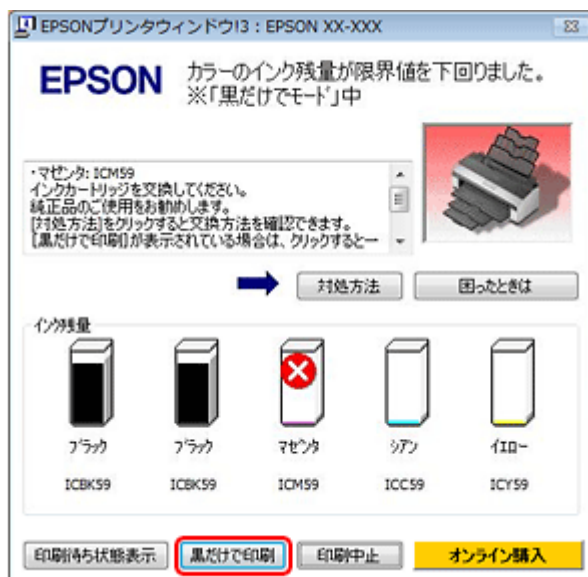 EPSONプリンタウィンドウ!3 : EPSON XX-XXX
EPSON
カラーのインク残量が限界値を下回りました。
※「黒だけでモード」中
・マゼンタ: ICM59
インクカートリッジを交換してください。
純正品のご使用をお勧めします。
[対処方法]をクリックすると交換方法を確認できます。
[黒だけで印刷]が表示されている場合は、クリックすると一
対処方法 困ったときは
インク残量
ブラック ブラック マゼンタ シアン イエロー
ICBK59 ICBK59 ICM59 ICC59 ICY59
印刷待ち状態表示 黒だけで印刷 印刷中止 オンライン購入